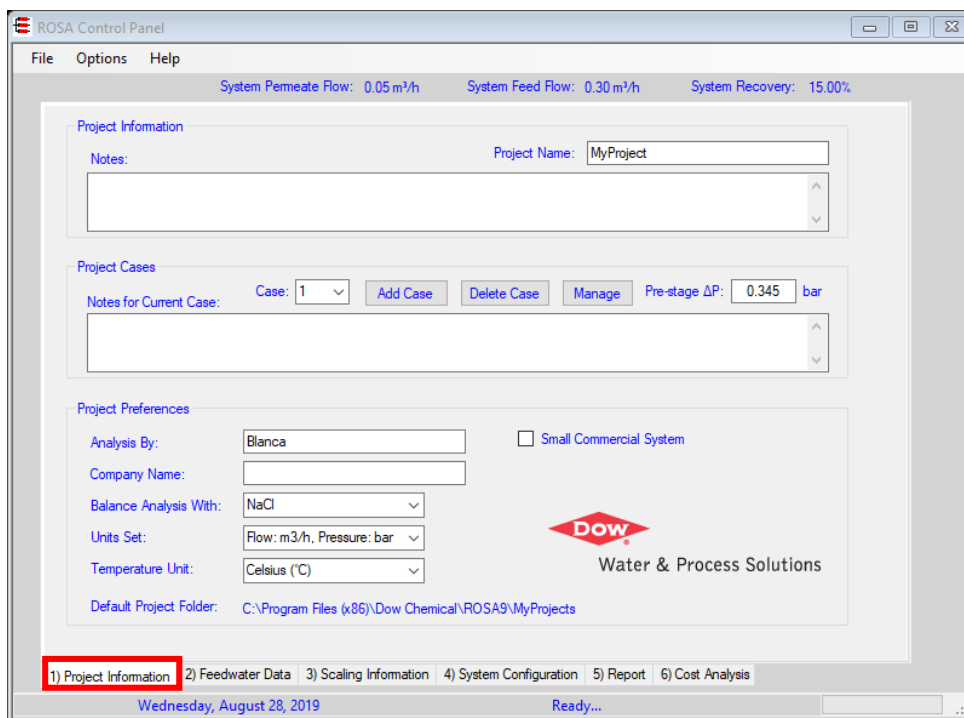 ROSA Control Panel
File Options Help
System Permeate Flow: 0.05 m³/h System Feed Flow: 0.30 m³/h System Recovery: 15.00%
Project Information
Notes: Project Name: MyProject
Project Cases
Case: 1 Add Case Delete Case Manage Pre-stage ΔP: 0.345 bar
Notes for Current Case:
Project Preferences
Analysis By: Blanca Small Commercial System
Company Name:
Balance Analysis With: NaCl
Units Set: Flow: m3/h, Pressure: bar
DOW
Temperature Unit: Celsius (°C)
Water & Process Solutions
Default Project Folder: C:\Program Files (x86)\Dow Chemical\ROSA9\MyProjects
1) Project Information 2) Feedwater Data 3) Scaling Information 4) System Configuration 5) Report 6) Cost Analysis
Wednesday, August 28, 2019 Ready...